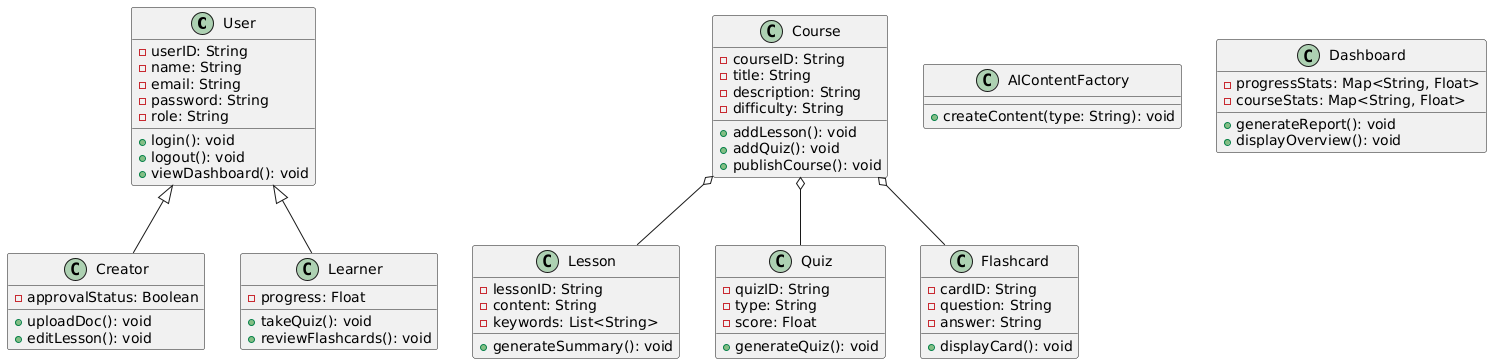 C User
userID: String
name: String
email: String
password: String
role: String
login(): void
logout(): void
viewDashboard(): void
C Course
courseID: String
title: String
description: String
difficulty: String
addLesson(): void
addQuiz(): void
publishCourse(): void
C AIContentFactory
createContent(type: String): void
C Dashboard
progressStats: Map<String, Float>
courseStats: Map<String, Float>
generateReport(): void
displayOverview(): void
C Creator
approvalStatus: Boolean
uploadDoc(): void
editLesson(): void
C Learner
progress: Float
takeQuiz(): void
reviewFlashcards(): void
C Lesson
lessonID: String
content: String
keywords: List<String>
generateSummary(): void
C Quiz
quizID: String
type: String
score: Float
generateQuiz(): void
C Flashcard
cardID: String
question: String
answer: String
displayCard(): void